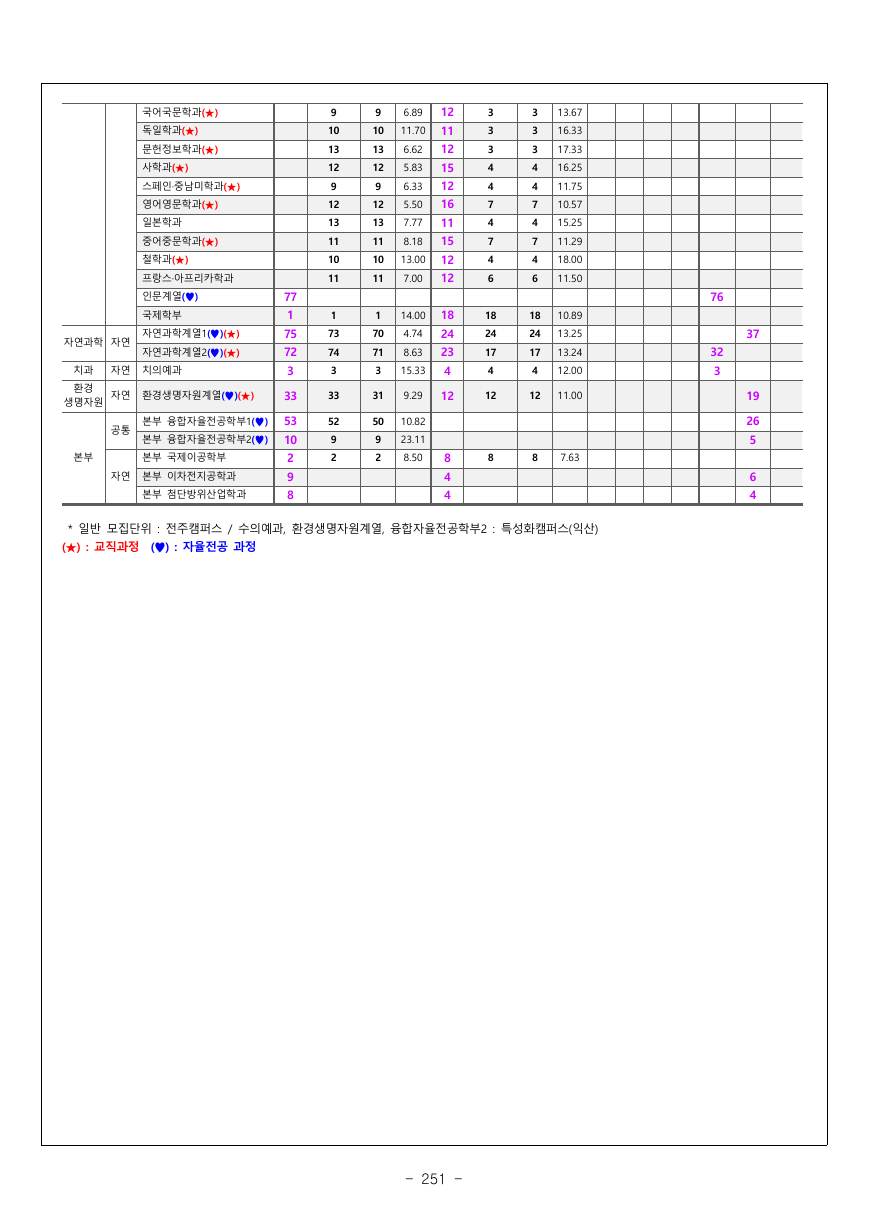 국어국문학과(★) 9 9 6.89 12 3 3 13.67
독일학과(★) 10 10 11.70 11 3 3 16.33
문헌정보학과(★) 13 13 6.62 12 3 3 17.33
사학과(★) 12 12 5.83 15 4 4 16.25
스페인·중남미학과(★) 9 9 6.33 12 4 4 11.75
영어영문학과(★) 12 12 5.50 16 7 7 10.57
일본학과 13 13 7.77 11 4 4 15.25
중어중문학과(★) 11 11 8.18 15 7 7 11.29
철학과(★) 10 10 13.00 12 4 4 18.00
프랑스·아프리카학과 11 11 7.00 12 6 6 11.50
인문계열(♥) 77 76
국제학부 1 1 1 14.00 18 18 18 10.89
자연과학 자연 자연과학계열1(♥)(★) 75 73 70 4.74 24 24 24 13.25 37
자연과학계열2(♥)(★) 72 74 71 8.63 23 17 17 13.24 32
치과 자연 치의예과 3 3 3 15.33 4 4 4 12.00 3
환경
생명자원 자연 환경생명자원계열(♥)(★) 33 33 31 9.29 12 12 12 11.00 19
본부 공통 본부 융합자율전공학부1(♥) 53 52 50 10.82 26
본부 융합자율전공학부2(♥) 10 9 9 23.11 5
자연 본부 국제이공학부 2 2 2 8.50 8 8 8 7.63
본부 이차전지공학과 9 4 6
본부 첨단방위산업학과 8 4 4
* 일반 모집단위 : 전주캠퍼스 / 수의예과, 환경생명자원계열, 융합자율전공학부2 : 특성화캠퍼스(익산)
(★) : 교직과정 (♥) : 자율전공 과정
- 251 -